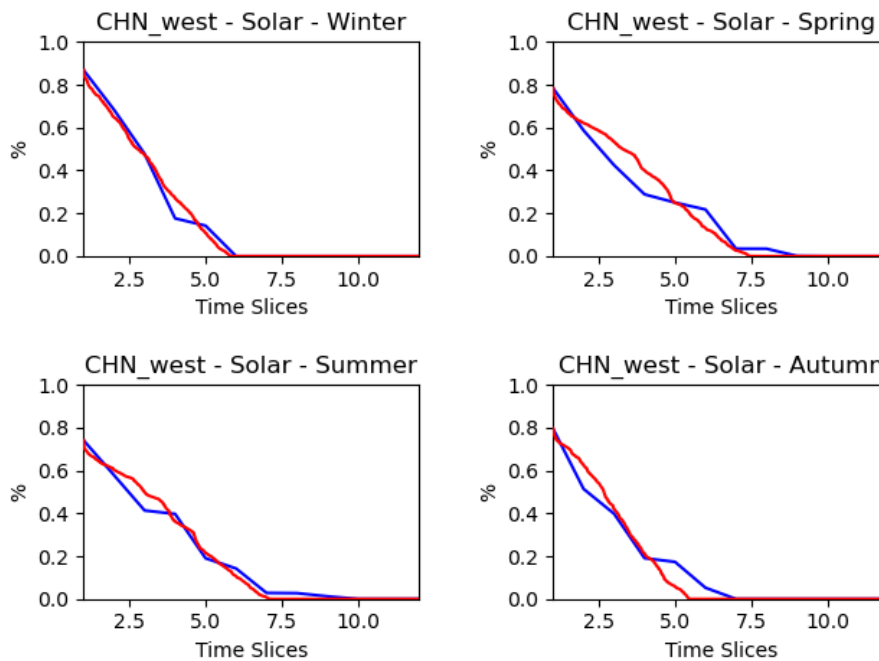 CHN_west - Solar - Winter
1.0
0.8
0.6
0.4
0.2
0.0
%
2.5 5.0 7.5 10.0
Time Slices
CHN_west - Solar - Spring
1.0
0.8
0.6
0.4
0.2
0.0
%
2.5 5.0 7.5 10.0
Time Slices
CHN_west - Solar - Summer
1.0
0.8
0.6
0.4
0.2
0.0
%
2.5 5.0 7.5 10.0
Time Slices
CHN_west - Solar - Autumn
1.0
0.8
0.6
0.4
0.2
0.0
%
2.5 5.0 7.5 10.0
Time Slices